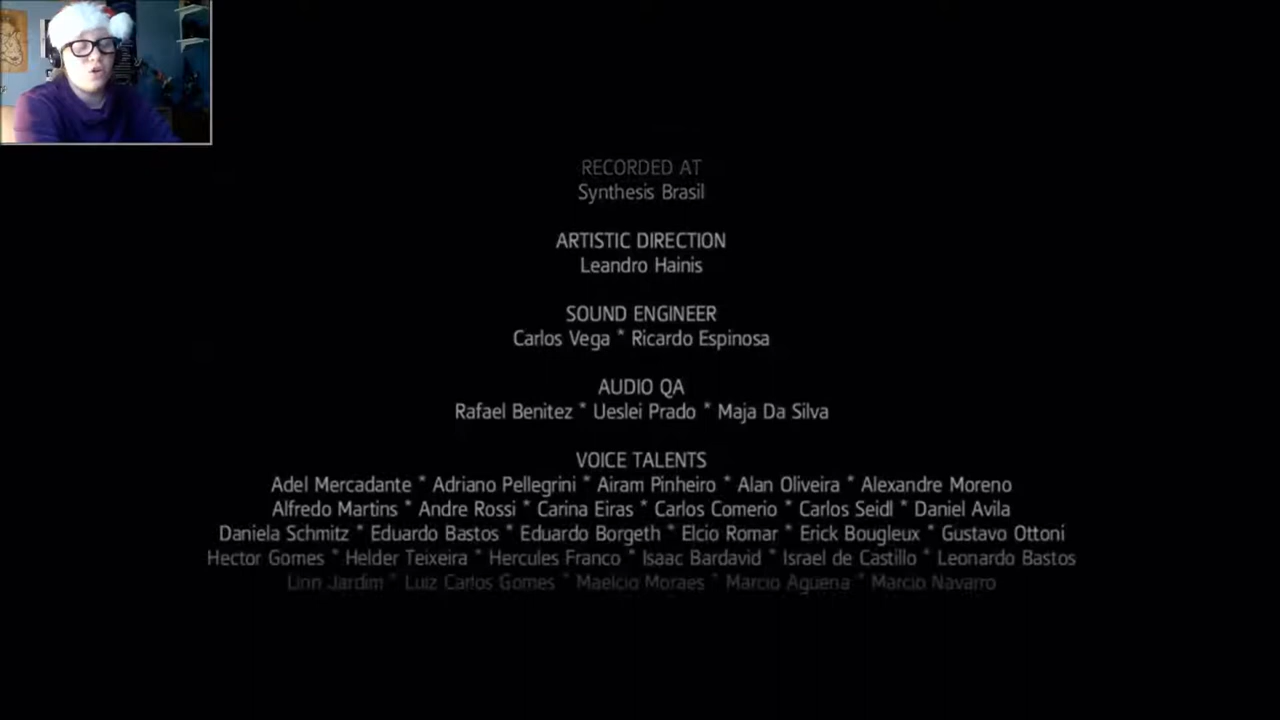 RECORDED AT
Synthesis Brasil
ARTISTIC DIRECTION
Leandro Hainis
SOUND ENGINEER
Carlos Vega * Ricardo Espinosa
AUDIO QA
Rafael Benitez * Ueslei Prado * Maja Da Silva
VOICE TALENTS
Adel Mercadante * Adriano Pellegrini * Airam Pinheiro * Alan Oliveira * Alexandre Moreno
Alfredo Martins * Andre Rossi * Carina Eiras * Carlos Comerio * Carlos Seidl * Daniel Avila
Daniela Schmitz * Eduardo Bastos * Eduardo Borgeth * Elcio Romar * Erick Bougleux * Gustavo Ottoni
Hector Gomes * Helder Teixeira * Hercules Franco * Isaac Bardavid * Israel de Castillo * Leonardo Bastos
Linn Jardim * Luiz Carlos Gomes * Maelcio Moraes * Marcio Aguena * Marcio Navarro